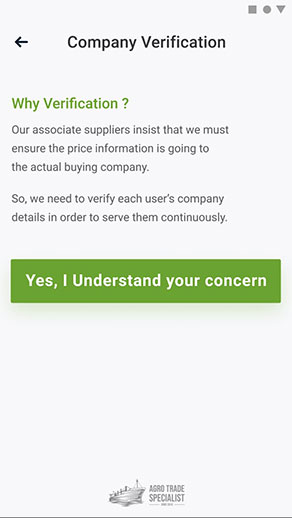 Company Verification
Why Verification ?
Our associate suppliers insist that we must
ensure the price information is going to
the actual buying company.
So, we need to verify each user's company
details in order to serve them continuously.
Yes, I Understand your concern
AGRO TRADE
SPECIALIST